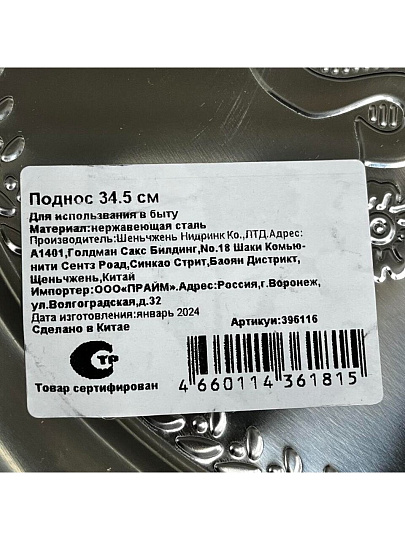 Поднос 34.5 см
Для использвания в быту
Материал:нержавеющая сталь
Производитель:Шеньчжень Нидринк Ко.,ЛТД.Адрес:
А1401,Голдман Сакс Билдинг,No.18 Шаки Комью-
нити Сентз Роад,Синкао Стрит,Баоян Дистрикт,
Щеньчжень,Китай
Импортер:ООО«ПРАЙМ».Адрес:Россия,г.Воронеж,
ул.Волгоградская,д.32
Дата изготовления:январь 2024
Сделано в Китае
Артикул:396116
СТР
Товар сертифирован
4 660114 361815